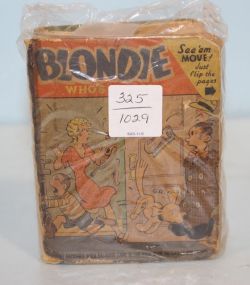 BLONDIE
WHO'S
See 'em
MOVE!
Just
flip the
pages
325
1029